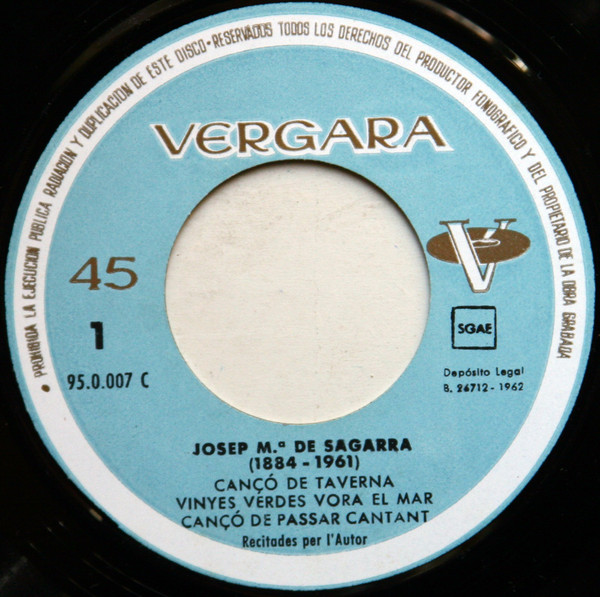 • PROHIBIDA LA EJECUCION PUBLICA RADIACION Y DUPLICACION DE ESTE DISCO • RESERVADOS TODOS LOS DERECHOS DEL PRODUCTOR FONOGRAFICO Y DEL PROPIETARIO DE LA OBRA GRABADA
VERGARA
V
45
SGAE
1
95.0.007 C
Depósito Legal
B. 26712 - 1962
JOSEP M.ª DE SAGARRA
(1884 - 1961)
CANÇÓ DE TAVERNA
VINYES VERDES VORA EL MAR
CANÇÓ DE PASSAR CANTANT
Recitades per l'Autor